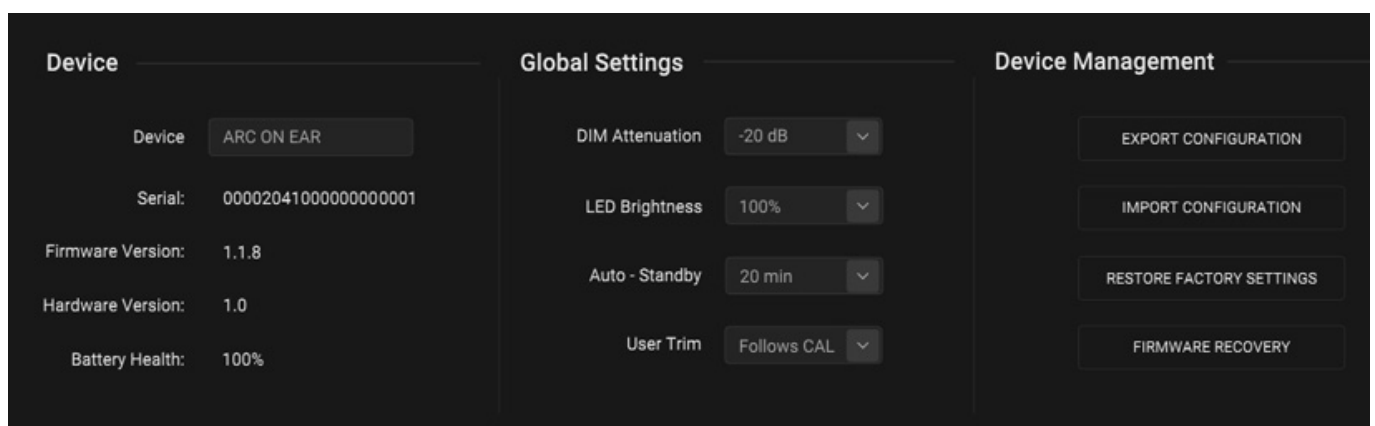 Device
Device ARC ON EAR
Serial: 00002041000000000001
Firmware Version: 1.1.8
Hardware Version: 1.0
Battery Health: 100%
Global Settings
DIM Attenuation -20 dB
LED Brightness 100%
Auto - Standby 20 min
User Trim Follows CAL
Device Management
EXPORT CONFIGURATION
IMPORT CONFIGURATION
RESTORE FACTORY SETTINGS
FIRMWARE RECOVERY